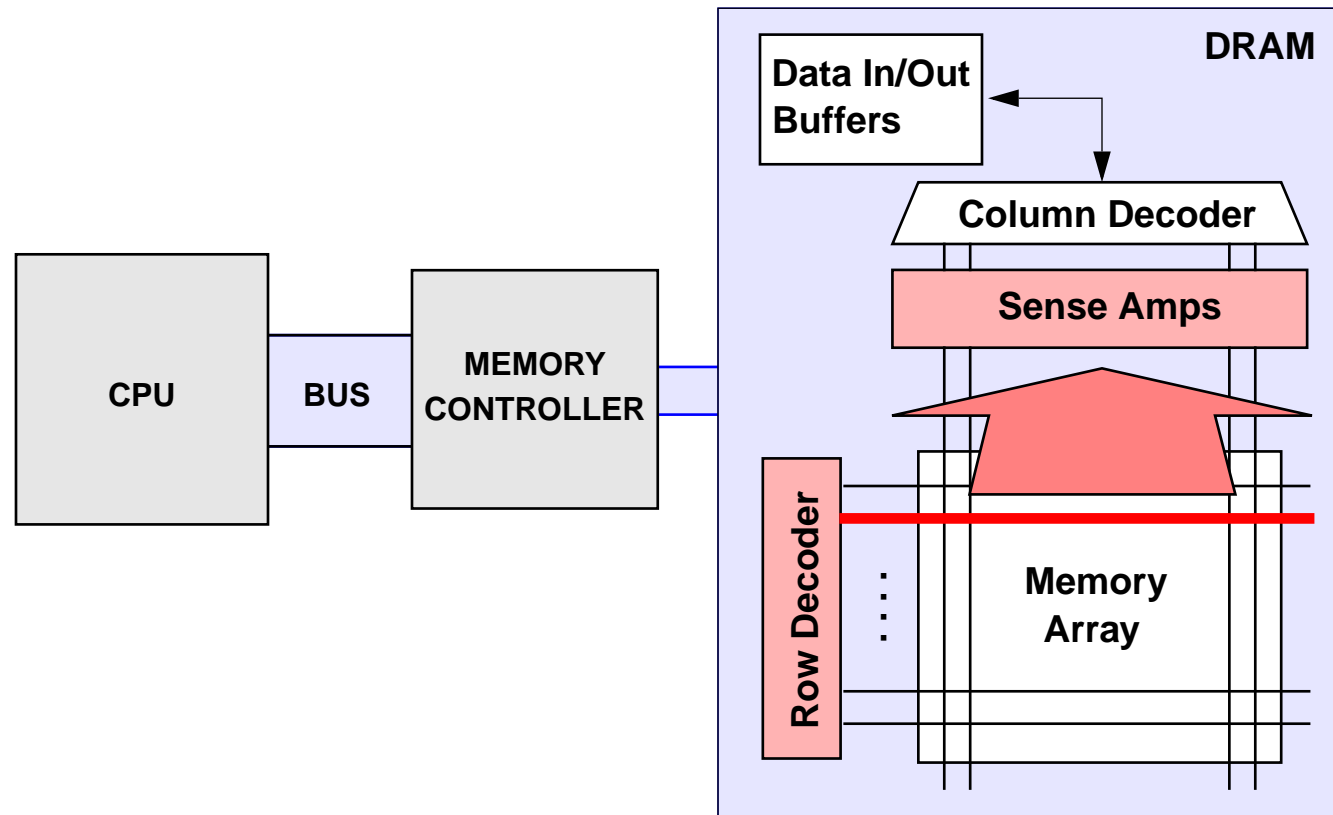 DRAM
Data In/Out
Buffers
Column Decoder
Sense Amps
CPU
BUS
MEMORY
CONTROLLER
Row Decoder
Memory
Array